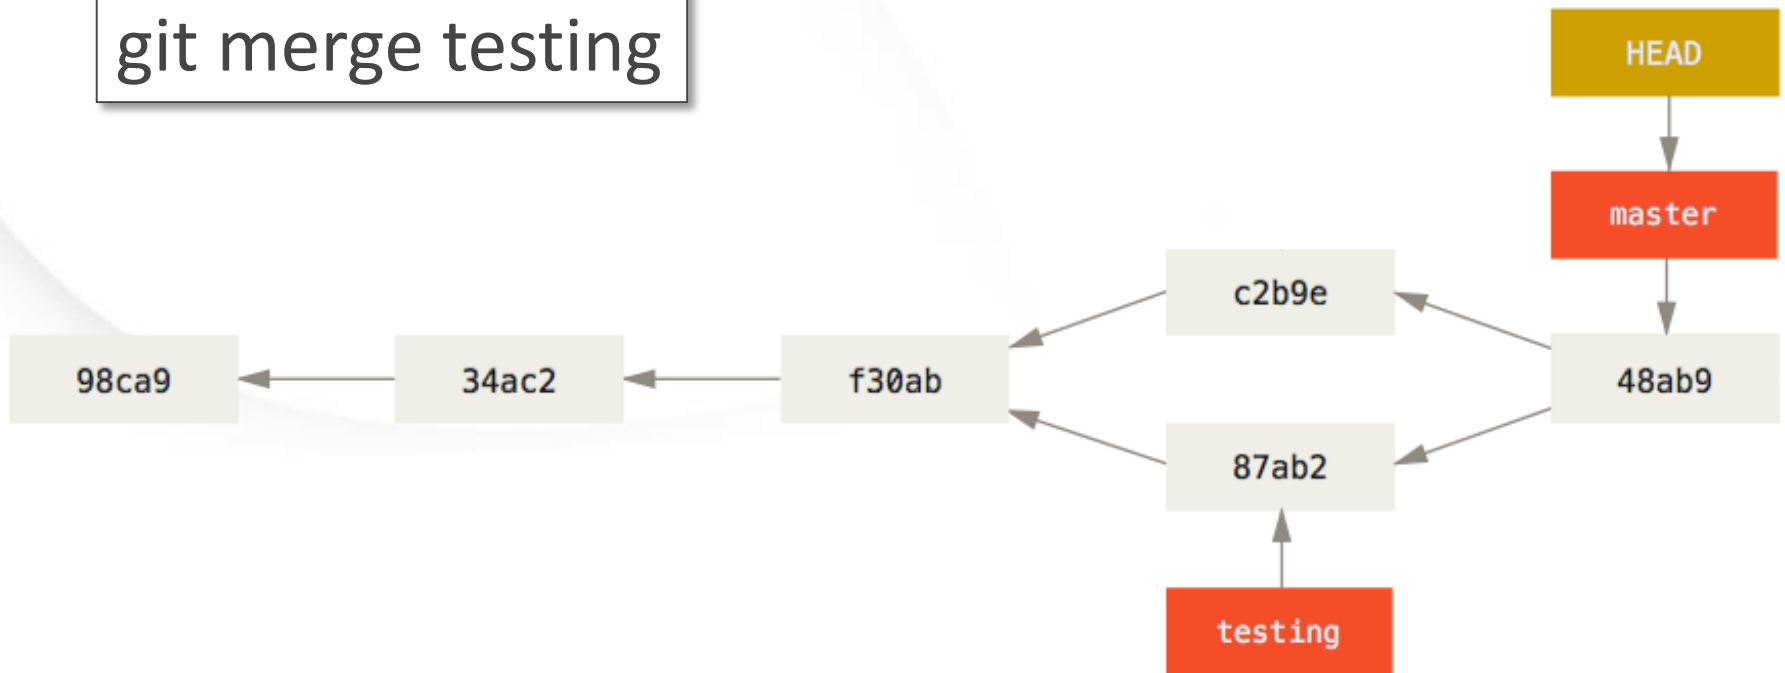 git merge testing
HEAD
master
c2b9e
98ca9
34ac2
f30ab
48ab9
87ab2
testing